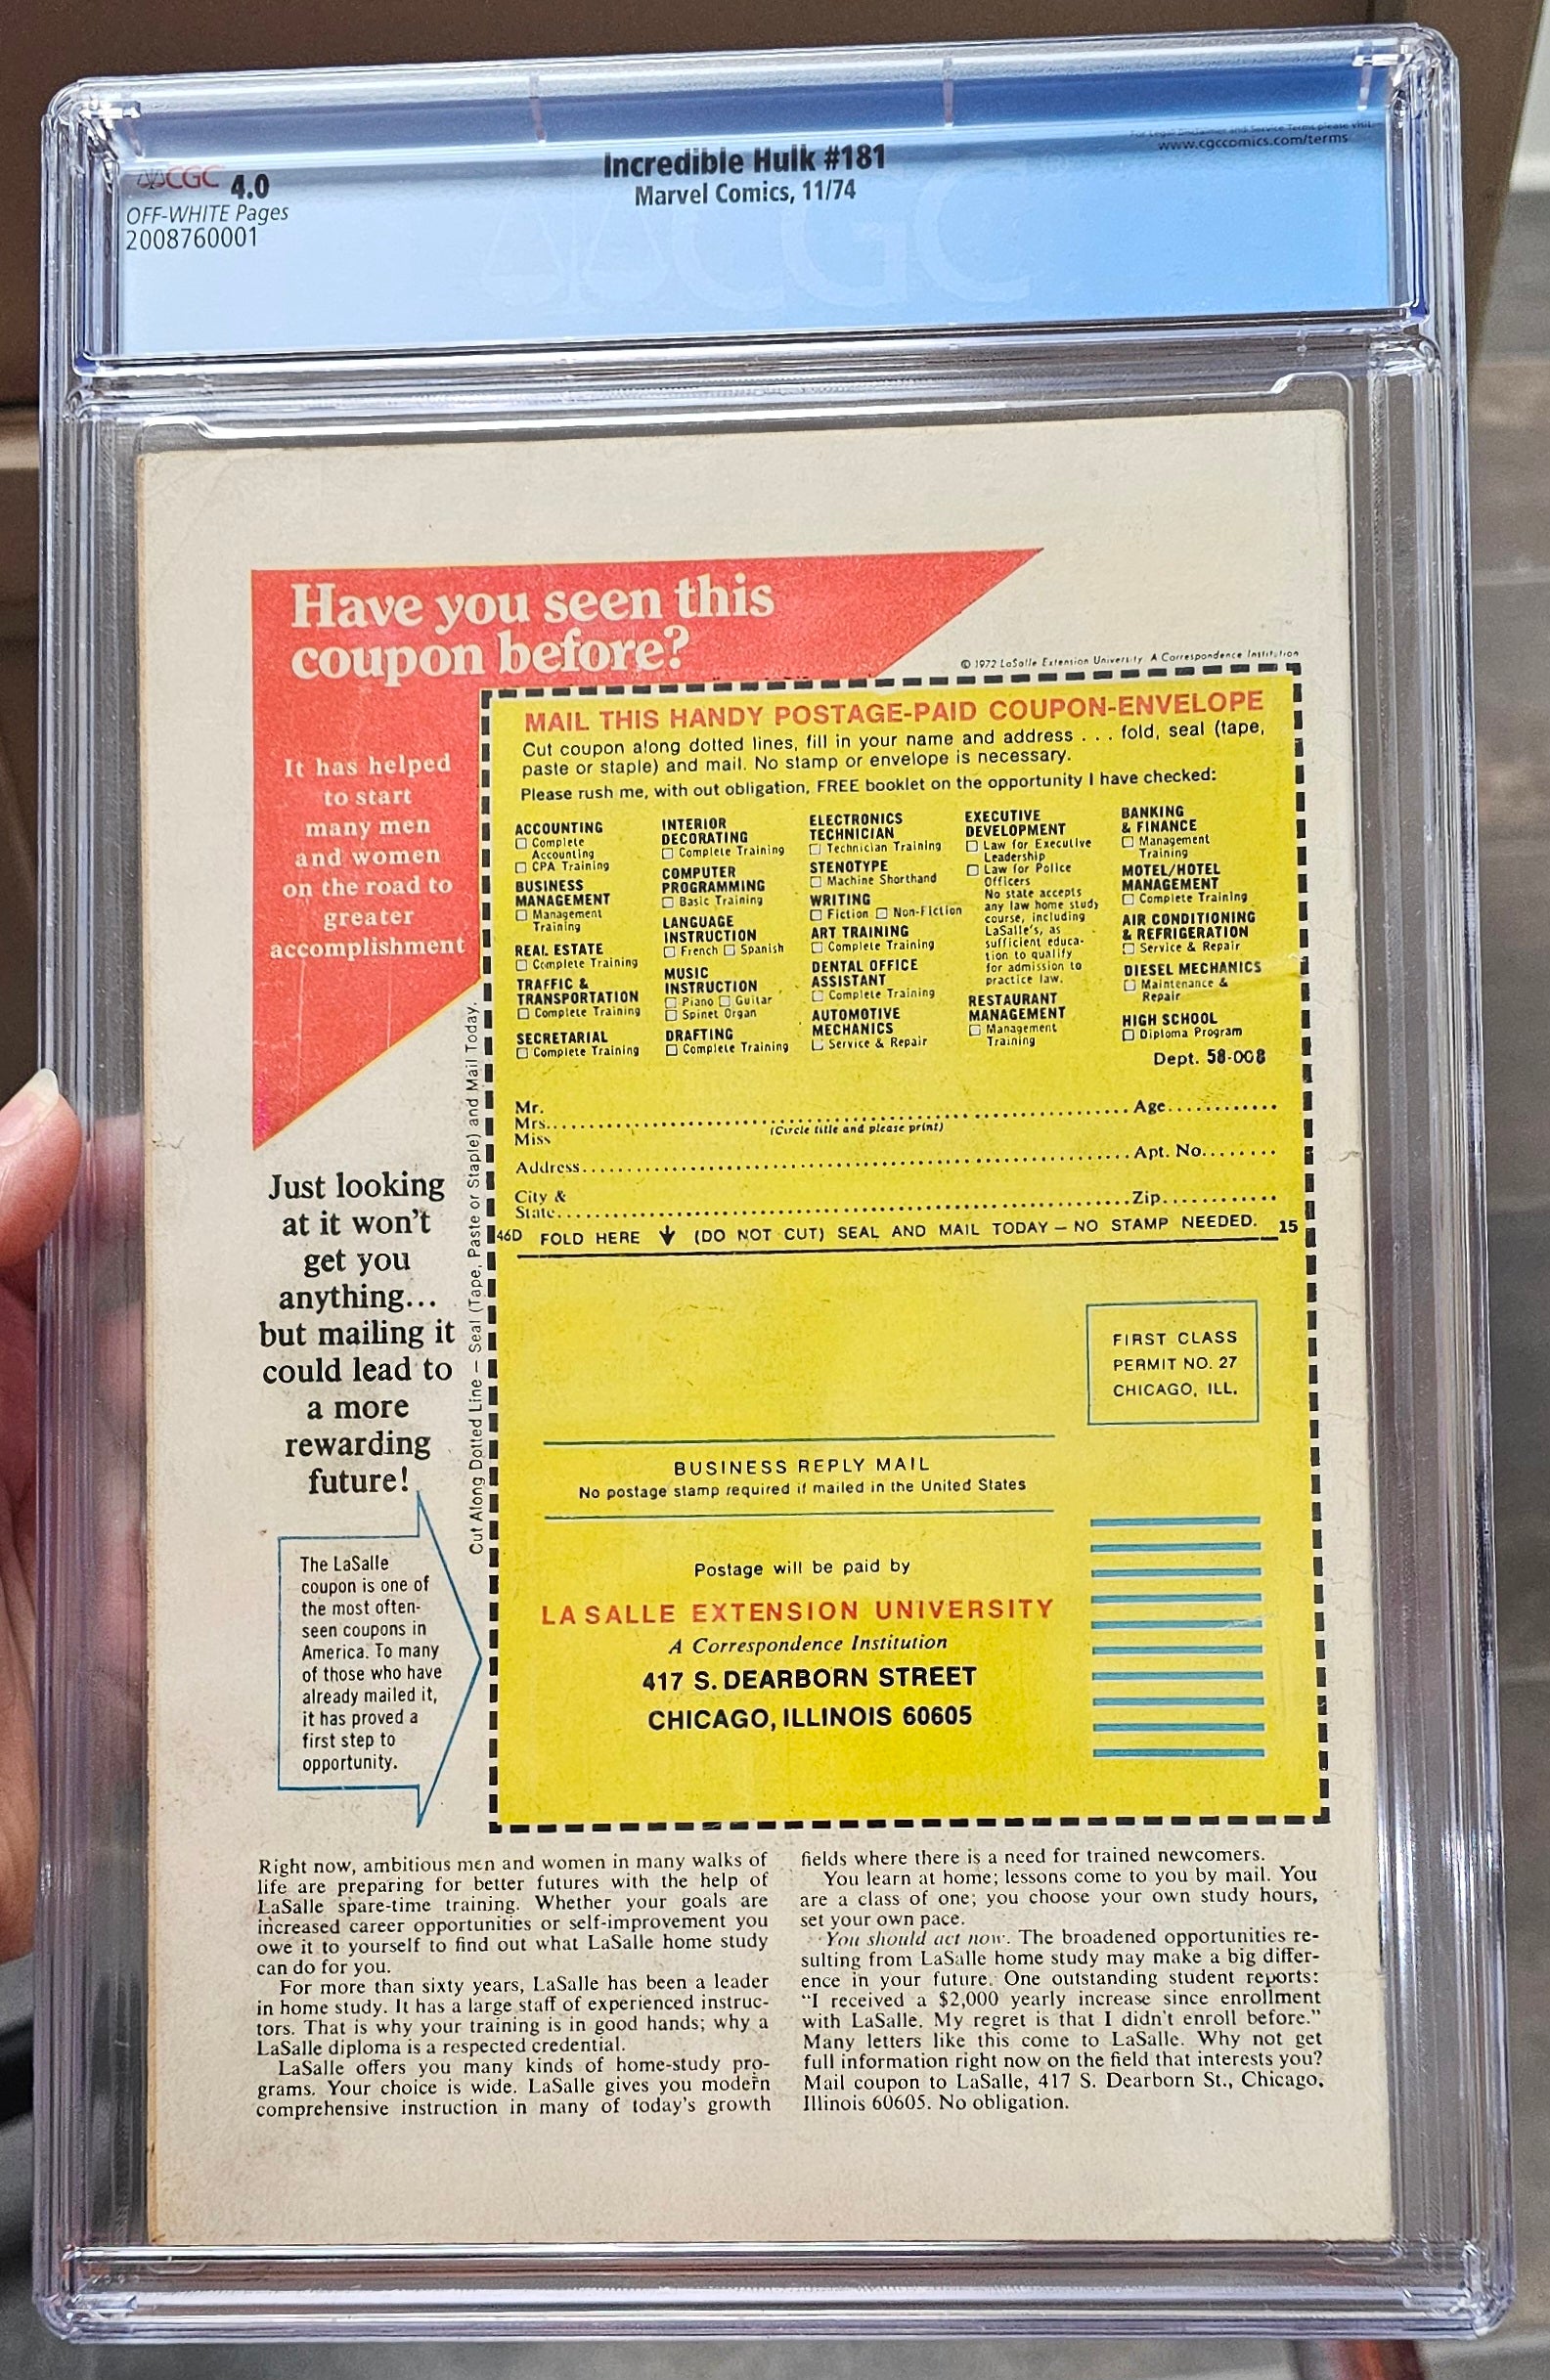 CGC 4.0
OFF-WHITE Pages
2008760001
Incredible Hulk #181
Marvel Comics, 11/74
For Legal Disclaimer and Service Terms please visit
www.cgccomics.com/terms
CGC
Have you seen this
coupon before?
© 1972 LaSalle Extension University A Correspondence Institution
It has helped
to start
many men
and women
on the road to
greater
accomplishment
MAIL THIS HANDY POSTAGE-PAID COUPON-ENVELOPE
Cut coupon along dotted lines, fill in your name and address . . . fold, seal (tape,
paste or staple) and mail. No stamp or envelope is necessary.
Please rush me, with out obligation, FREE booklet on the opportunity I have checked:
ACCOUNTING
☐ Complete
Accounting
☐ CPA Training
BUSINESS
MANAGEMENT
☐ Management
Training
REAL ESTATE
☐ Complete Training
TRAFFIC &
TRANSPORTATION
☐ Complete Training
SECRETARIAL
☐ Complete Training
INTERIOR
DECORATING
☐ Complete Training
COMPUTER
PROGRAMMING
☐ Basic Training
LANGUAGE
INSTRUCTION
☐ French ☐ Spanish
MUSIC
INSTRUCTION
☐ Piano ☐ Guitar
☐ Spinet Organ
DRAFTING
☐ Complete Training
ELECTRONICS
TECHNICIAN
☐ Technician Training
STENOTYPE
☐ Machine Shorthand
WRITING
☐ Fiction ☐ Non-Fiction
ART TRAINING
☐ Complete Training
DENTAL OFFICE
ASSISTANT
☐ Complete Training
AUTOMOTIVE
MECHANICS
☐ Service & Repair
EXECUTIVE
DEVELOPMENT
☐ Law for Executive
Leadership
☐ Law for Police
Officers
No state accepts
any law home study
course, including
LaSalle's, as
sufficient educa-
tion to qualify
for admission to
practice law.
RESTAURANT
MANAGEMENT
☐ Management
Training
BANKING
& FINANCE
☐ Management
Training
MOTEL/HOTEL
MANAGEMENT
☐ Complete Training
AIR CONDITIONING
& REFRIGERATION
☐ Service & Repair
DIESEL MECHANICS
☐ Maintenance &
Repair
HIGH SCHOOL
☐ Diploma Program
Dept. 58-008
Mr.
Mrs. Age
Miss
(Circle title and please print)
Address Apt. No.
City &
State Zip
46D FOLD HERE ↓ (DO NOT CUT) SEAL AND MAIL TODAY — NO STAMP NEEDED. 15
Cut Along Dotted Line — Seal (Tape, Paste or Staple) and Mail Today.
Just looking
at it won't
get you
anything...
but mailing it
could lead to
a more
rewarding
future!
The LaSalle
coupon is one of
the most often-
seen coupons in
America. To many
of those who have
already mailed it,
it has proved a
first step to
opportunity.
FIRST CLASS
PERMIT NO. 27
CHICAGO, ILL.
BUSINESS REPLY MAIL
No postage stamp required if mailed in the United States
Postage will be paid by
LA SALLE EXTENSION UNIVERSITY
A Correspondence Institution
417 S. DEARBORN STREET
CHICAGO, ILLINOIS 60605
Right now, ambitious men and women in many walks of
life are preparing for better futures with the help of
LaSalle spare-time training. Whether your goals are
increased career opportunities or self-improvement you
owe it to yourself to find out what LaSalle home study
can do for you.
For more than sixty years, LaSalle has been a leader
in home study. It has a large staff of experienced instruc-
tors. That is why your training is in good hands; why a
LaSalle diploma is a respected credential.
LaSalle offers you many kinds of home-study pro-
grams. Your choice is wide. LaSalle gives you modern
comprehensive instruction in many of today's growth
fields where there is a need for trained newcomers.
You learn at home; lessons come to you by mail. You
are a class of one; you choose your own study hours,
set your own pace.
You should act now. The broadened opportunities re-
sulting from LaSalle home study may make a big differ-
ence in your future. One outstanding student reports:
"I received a $2,000 yearly increase since enrollment
with LaSalle. My regret is that I didn't enroll before."
Many letters like this come to LaSalle. Why not get
full information right now on the field that interests you?
Mail coupon to LaSalle, 417 S. Dearborn St., Chicago,
Illinois 60605. No obligation.